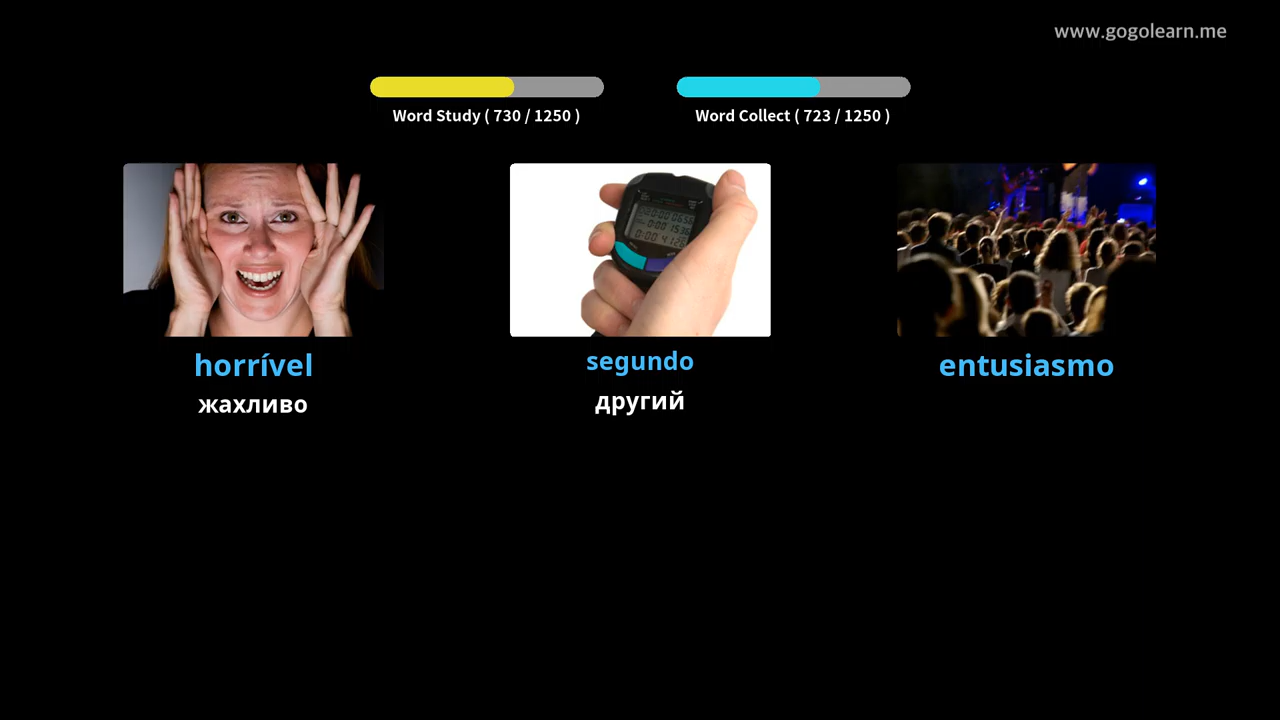 www.gogolearn.me
Word Study ( 730 / 1250 )
Word Collect ( 723 / 1250 )
horrível
segundo
entusiasmo
жахливо
другий